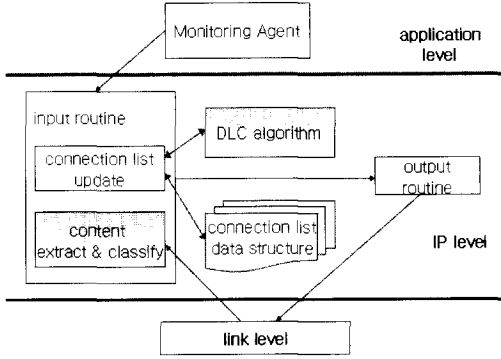 Monitoring Agent
application
level
input routine
DLC algorithm
connection list
update
output
routine
content
extract & classify
connection list
data structure
IP level
link level